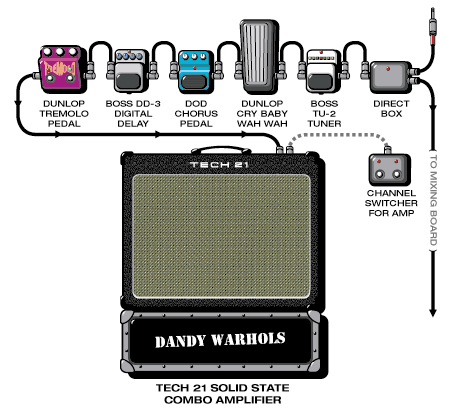 TREMOLO
DUNLOP
TREMOLO
PEDAL
BOSS DD-3
DIGITAL
DELAY
DOD
CHORUS
PEDAL
DUNLOP
CRY BABY
WAH WAH
BOSS
TU-2
TUNER
DIRECT
BOX
TO MIXING BOARD
CHANNEL
SWITCHER
FOR AMP
TECH 21
DANDY WARHOLS
TECH 21 SOLID STATE
COMBO AMPLIFIER